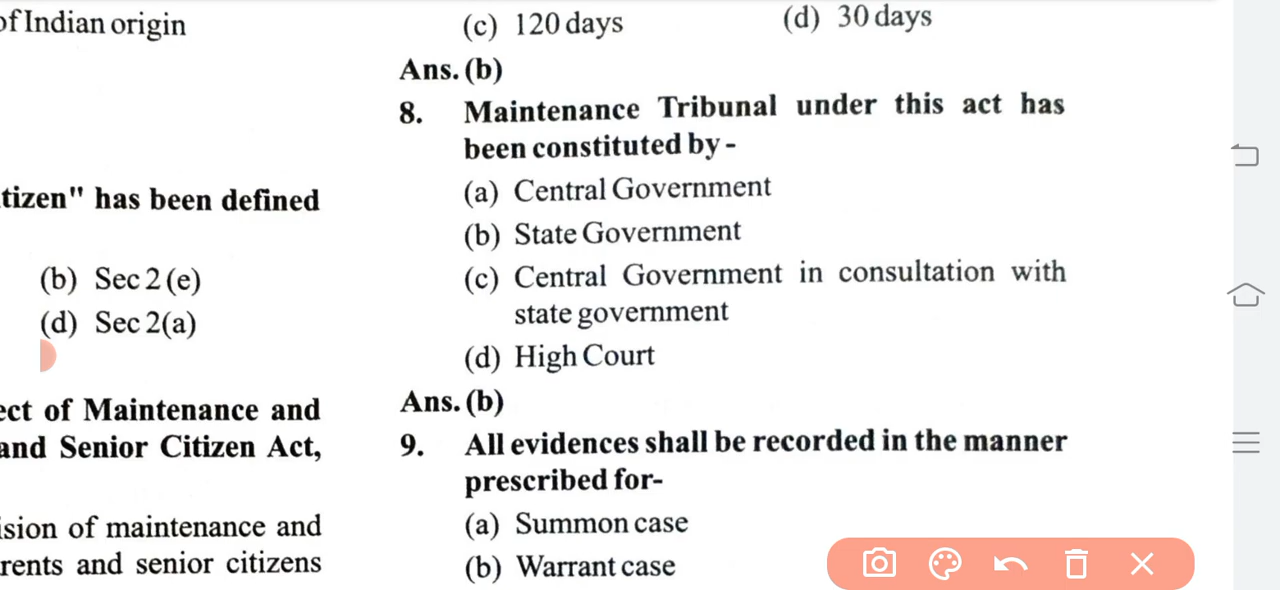 of Indian origin
tizen" has been defined
(b) Sec 2 (e)
(d) Sec 2(a)
ect of Maintenance and
and Senior Citizen Act,
ision of maintenance and
rents and senior citizens
(c) 120 days (d) 30 days
Ans. (b)
8. Maintenance Tribunal under this act has
been constituted by -
(a) Central Government
(b) State Government
(c) Central Government in consultation with
state government
(d) High Court
Ans. (b)
9. All evidences shall be recorded in the manner
prescribed for-
(a) Summon case
(b) Warrant case